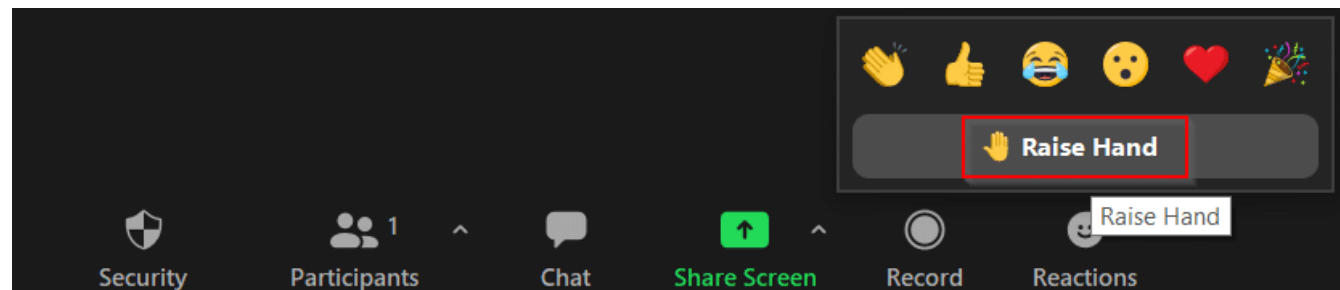 Raise Hand
Raise Hand
1
Security
Participants
Chat
Share Screen
Record
Reactions